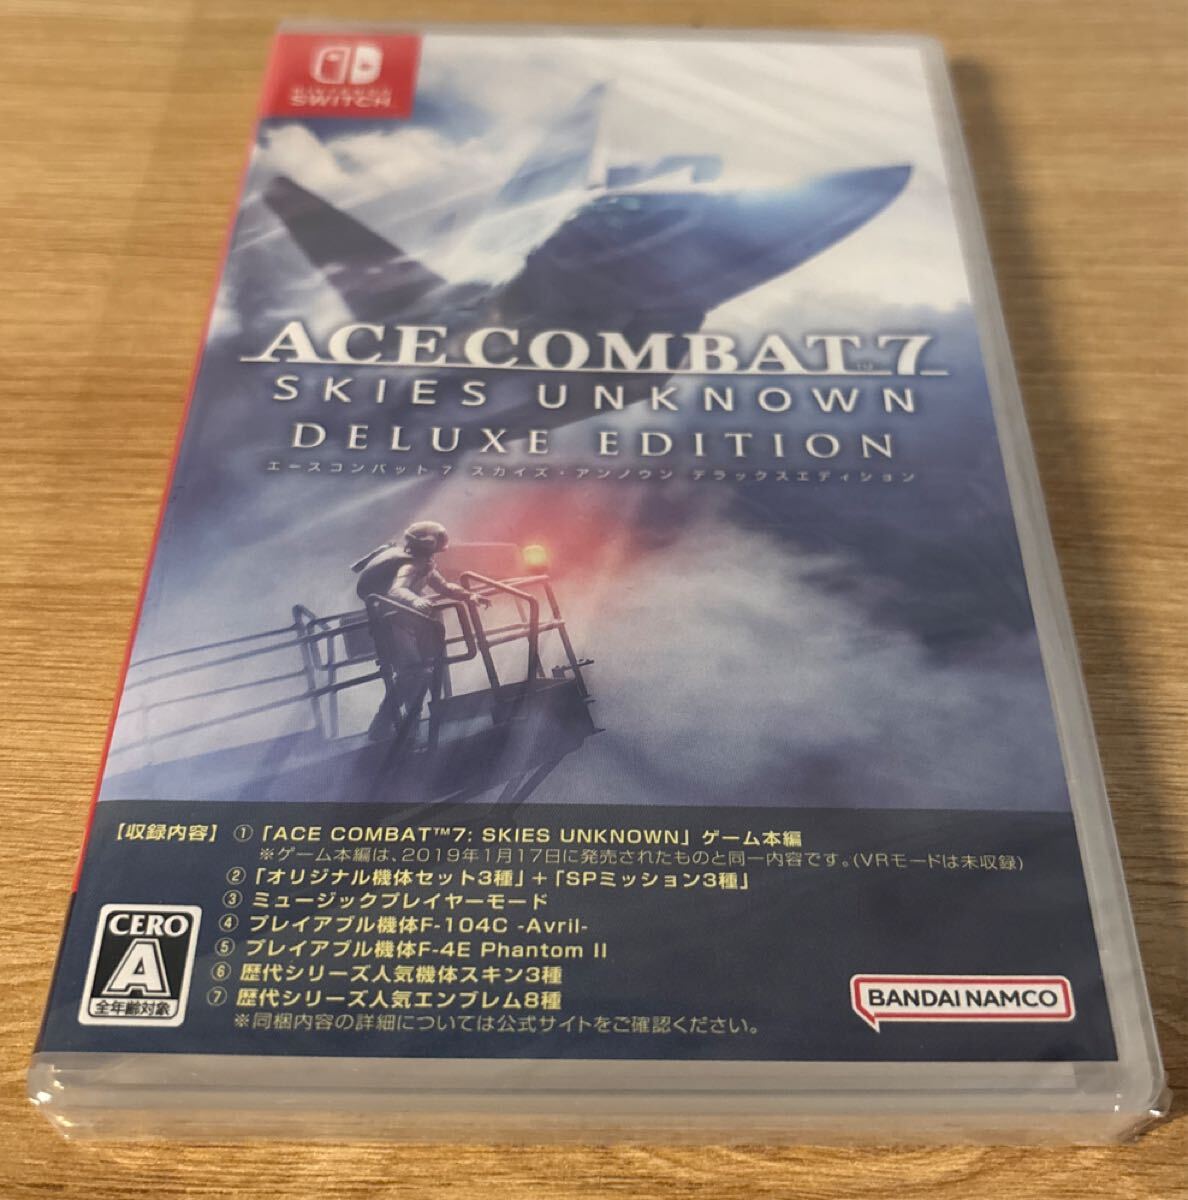 NINTENDO
SWITCH
ACE COMBAT 7
SKIES UNKNOWN
DELUXE EDITION
エースコンバット 7 スカイズ・アンノウン デラックスエディション
【収録内容】 ① 「ACE COMBAT™7: SKIES UNKNOWN」 ゲーム本編
※ゲーム本編は、2019年1月17日に発売されたものと同一内容です。(VRモードは未収録)
② 「オリジナル機体セット3種」+「SPミッション3種」
③ ミュージックプレイヤーモード
④ プレイアブル機体F-104C -Avril-
⑤ プレイアブル機体F-4E Phantom II
⑥ 歴代シリーズ人気機体スキン3種
⑦ 歴代シリーズ人気エンブレム8種
※同梱内容の詳細については公式サイトをご確認ください。
CERO
A
全年齢対象
BANDAI NAMCO